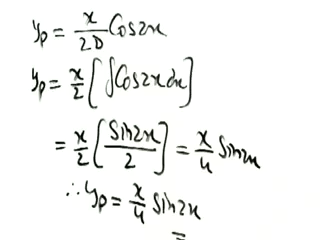 yₚ = x/2D Cos2x
yₚ = x/2 [∫Cos2x dx]
= x/2 [Sin2x/2] = x/4 Sin2x
∴ yₚ = x/4 Sin2x
=